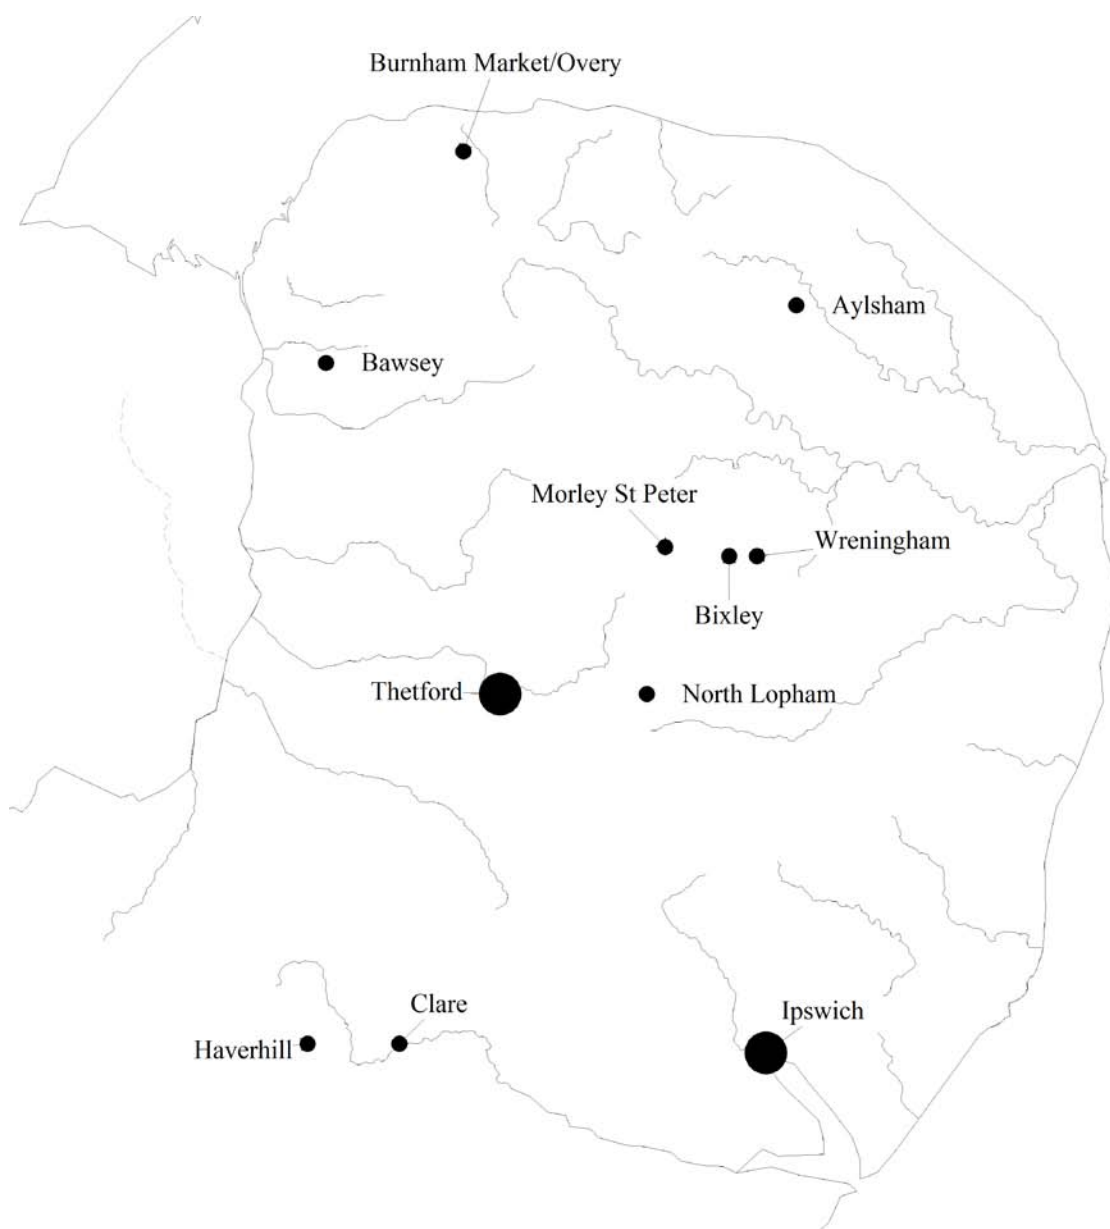 Burnham Market/Overy
Aylsham
Bawsey
Morley St Peter
Wreningham
Bixley
Thetford
North Lopham
Clare
Ipswich
Haverhill